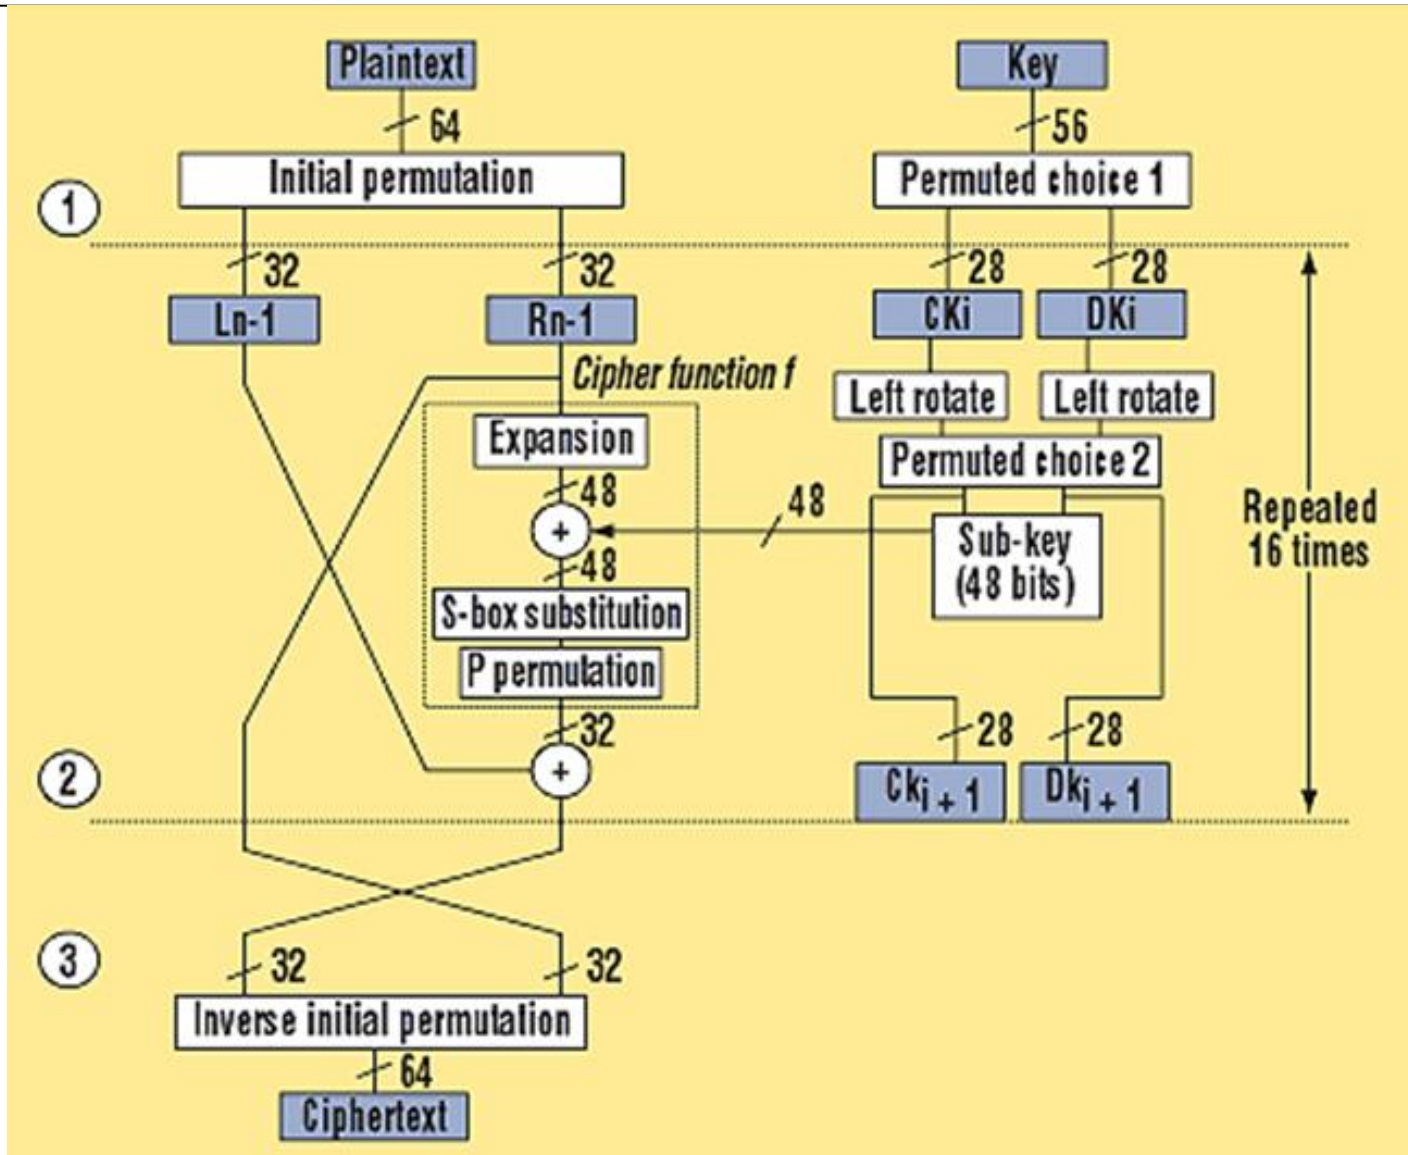 Plaintext
Key
64
56
Initial permutation
Permuted choice 1
1
32
32
28
28
Ln-1
Rn-1
CKi
DKi
Cipher function f
Left rotate
Left rotate
Expansion
Permuted choice 2
48
48
+
Sub-key
(48 bits)
Repeated
16 times
48
S-box substitution
P permutation
32
28
28
2
+
Cki + 1
Dki + 1
3
32
32
Inverse initial permutation
64
Ciphertext